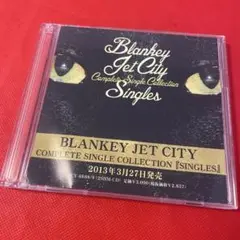 Blankey
Jet City
Complete Single Collection
Singles
BLANKEY JET CITY
COMPLETE SINGLE COLLECTION『SINGLES』
2013年3月27日発売